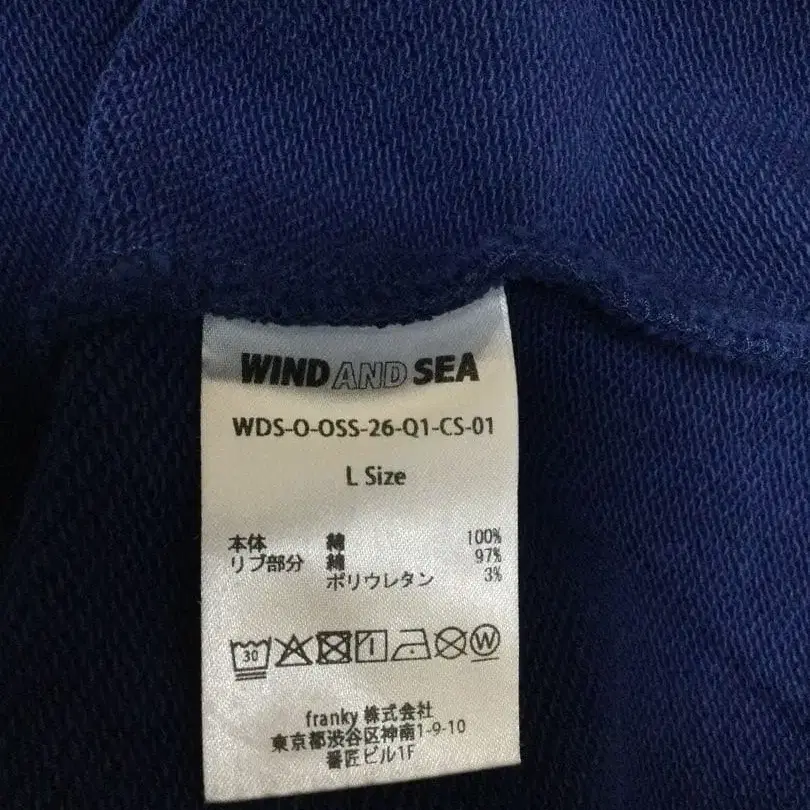 WIND AND SEA
WDS-O-OSS-26-Q1-CS-01
L Size
本体 綿 100%
リブ部分 綿 97%
ポリウレタン 3%
30 W
franky 株式会社
東京都渋谷区神南1-9-10
番匠ビル1F